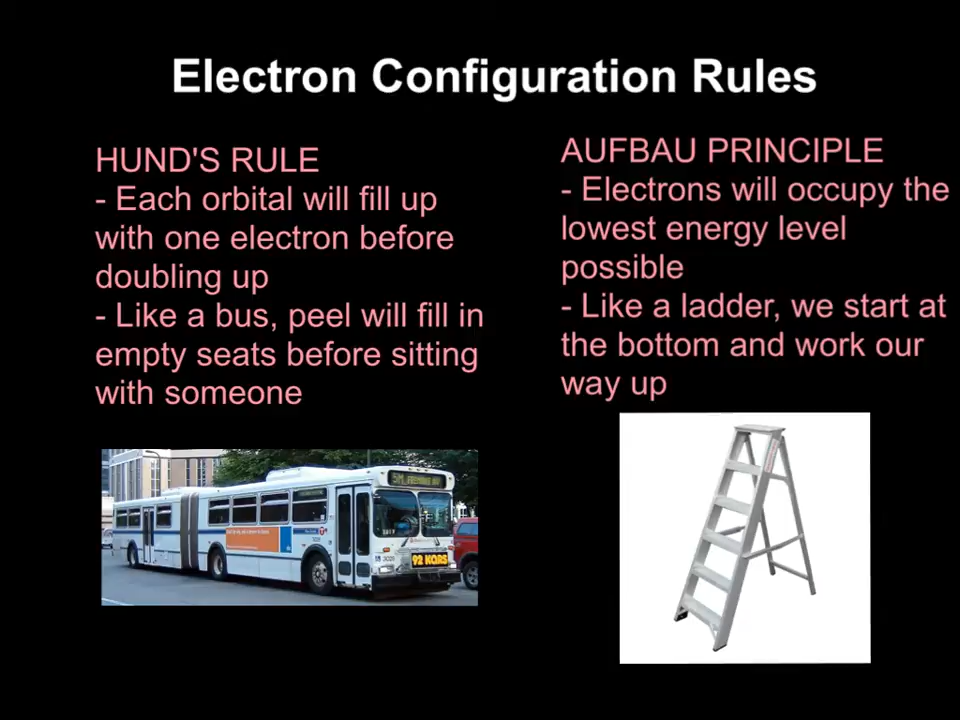 Electron Configuration Rules
HUND'S RULE
- Each orbital will fill up
with one electron before
doubling up
- Like a bus, peel will fill in
empty seats before sitting
with someone
AUFBAU PRINCIPLE
- Electrons will occupy the
lowest energy level
possible
- Like a ladder, we start at
the bottom and work our
way up
92 KQRS